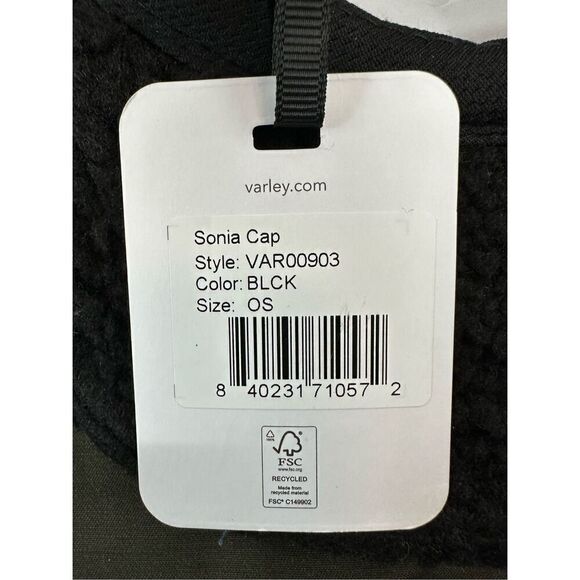 varley.com
Sonia Cap
Style: VAR00903
Color: BLCK
Size: OS
8 40231 71057 2
FSC
www.fsc.org
RECYCLED
Made from
recycled material
FSC® C149902